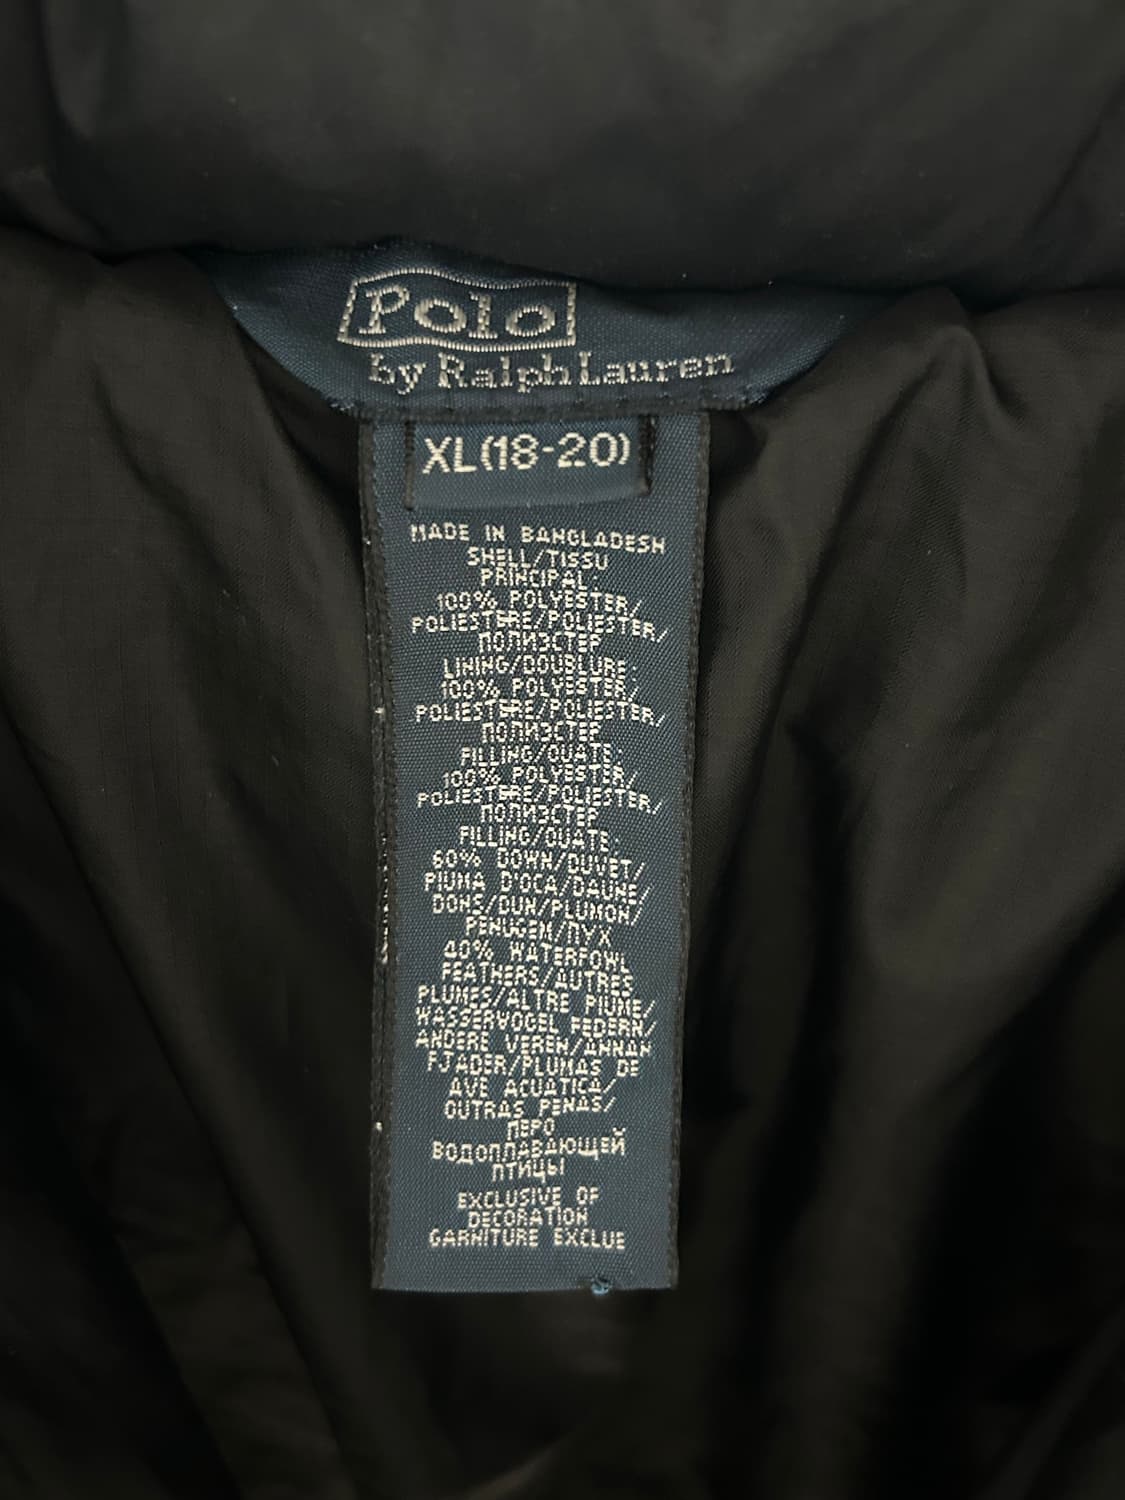 Polo
by Ralph Lauren
XL(18-20)
MADE IN BANGLADESH
SHELL/TISSU
PRINCIPAL:
100% POLYESTER/
POLIESTERE/POLIESTER/
ПОЛИЭСТЕР
LINING/DOUBLURE:
100% POLYESTER/
POLIESTERE/POLIESTER/
ПОЛИЭСТЕР
FILLING/OUATE:
100% POLYESTER/
POLIESTERE/POLIESTER/
ПОЛИЭСТЕР
FILLING/OUATE:
60% DOWN/DUVET/
PIUMA D'OCA/DAUNE/
DONS/DUN/PLUMON/
PENUGEM/ПУХ
40% WATERFOWL
FEATHERS/AUTRES
PLUMES/ALTRE PIUME/
WASSERVOGEL FEDERN/
ANDERE VEREN/ANNAN
FJADER/PLUMAS DE
AVE ACUATICA/
OUTRAS PENAS/
ПЕРО
ВОДОПЛАВАЮЩЕЙ
ПТИЦЫ
EXCLUSIVE OF
DECORATION
GARNITURE EXCLUE